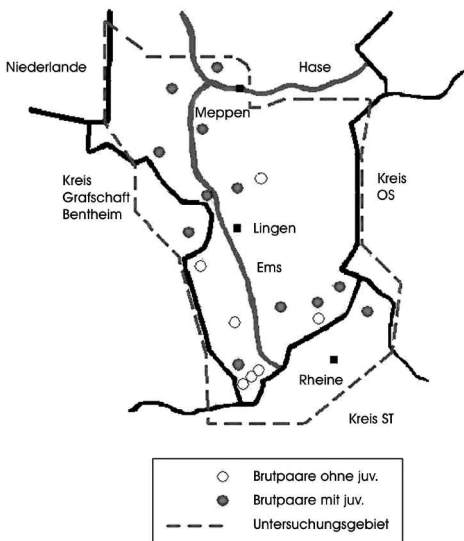 Niederlande
Hase
Meppen
Kreis
Grafschaft
Bentheim
Kreis
OS
Lingen
Ems
Rheine
Kreis ST
Brutpaare ohne juv.
Brutpaare mit juv.
Untersuchungsgebiet